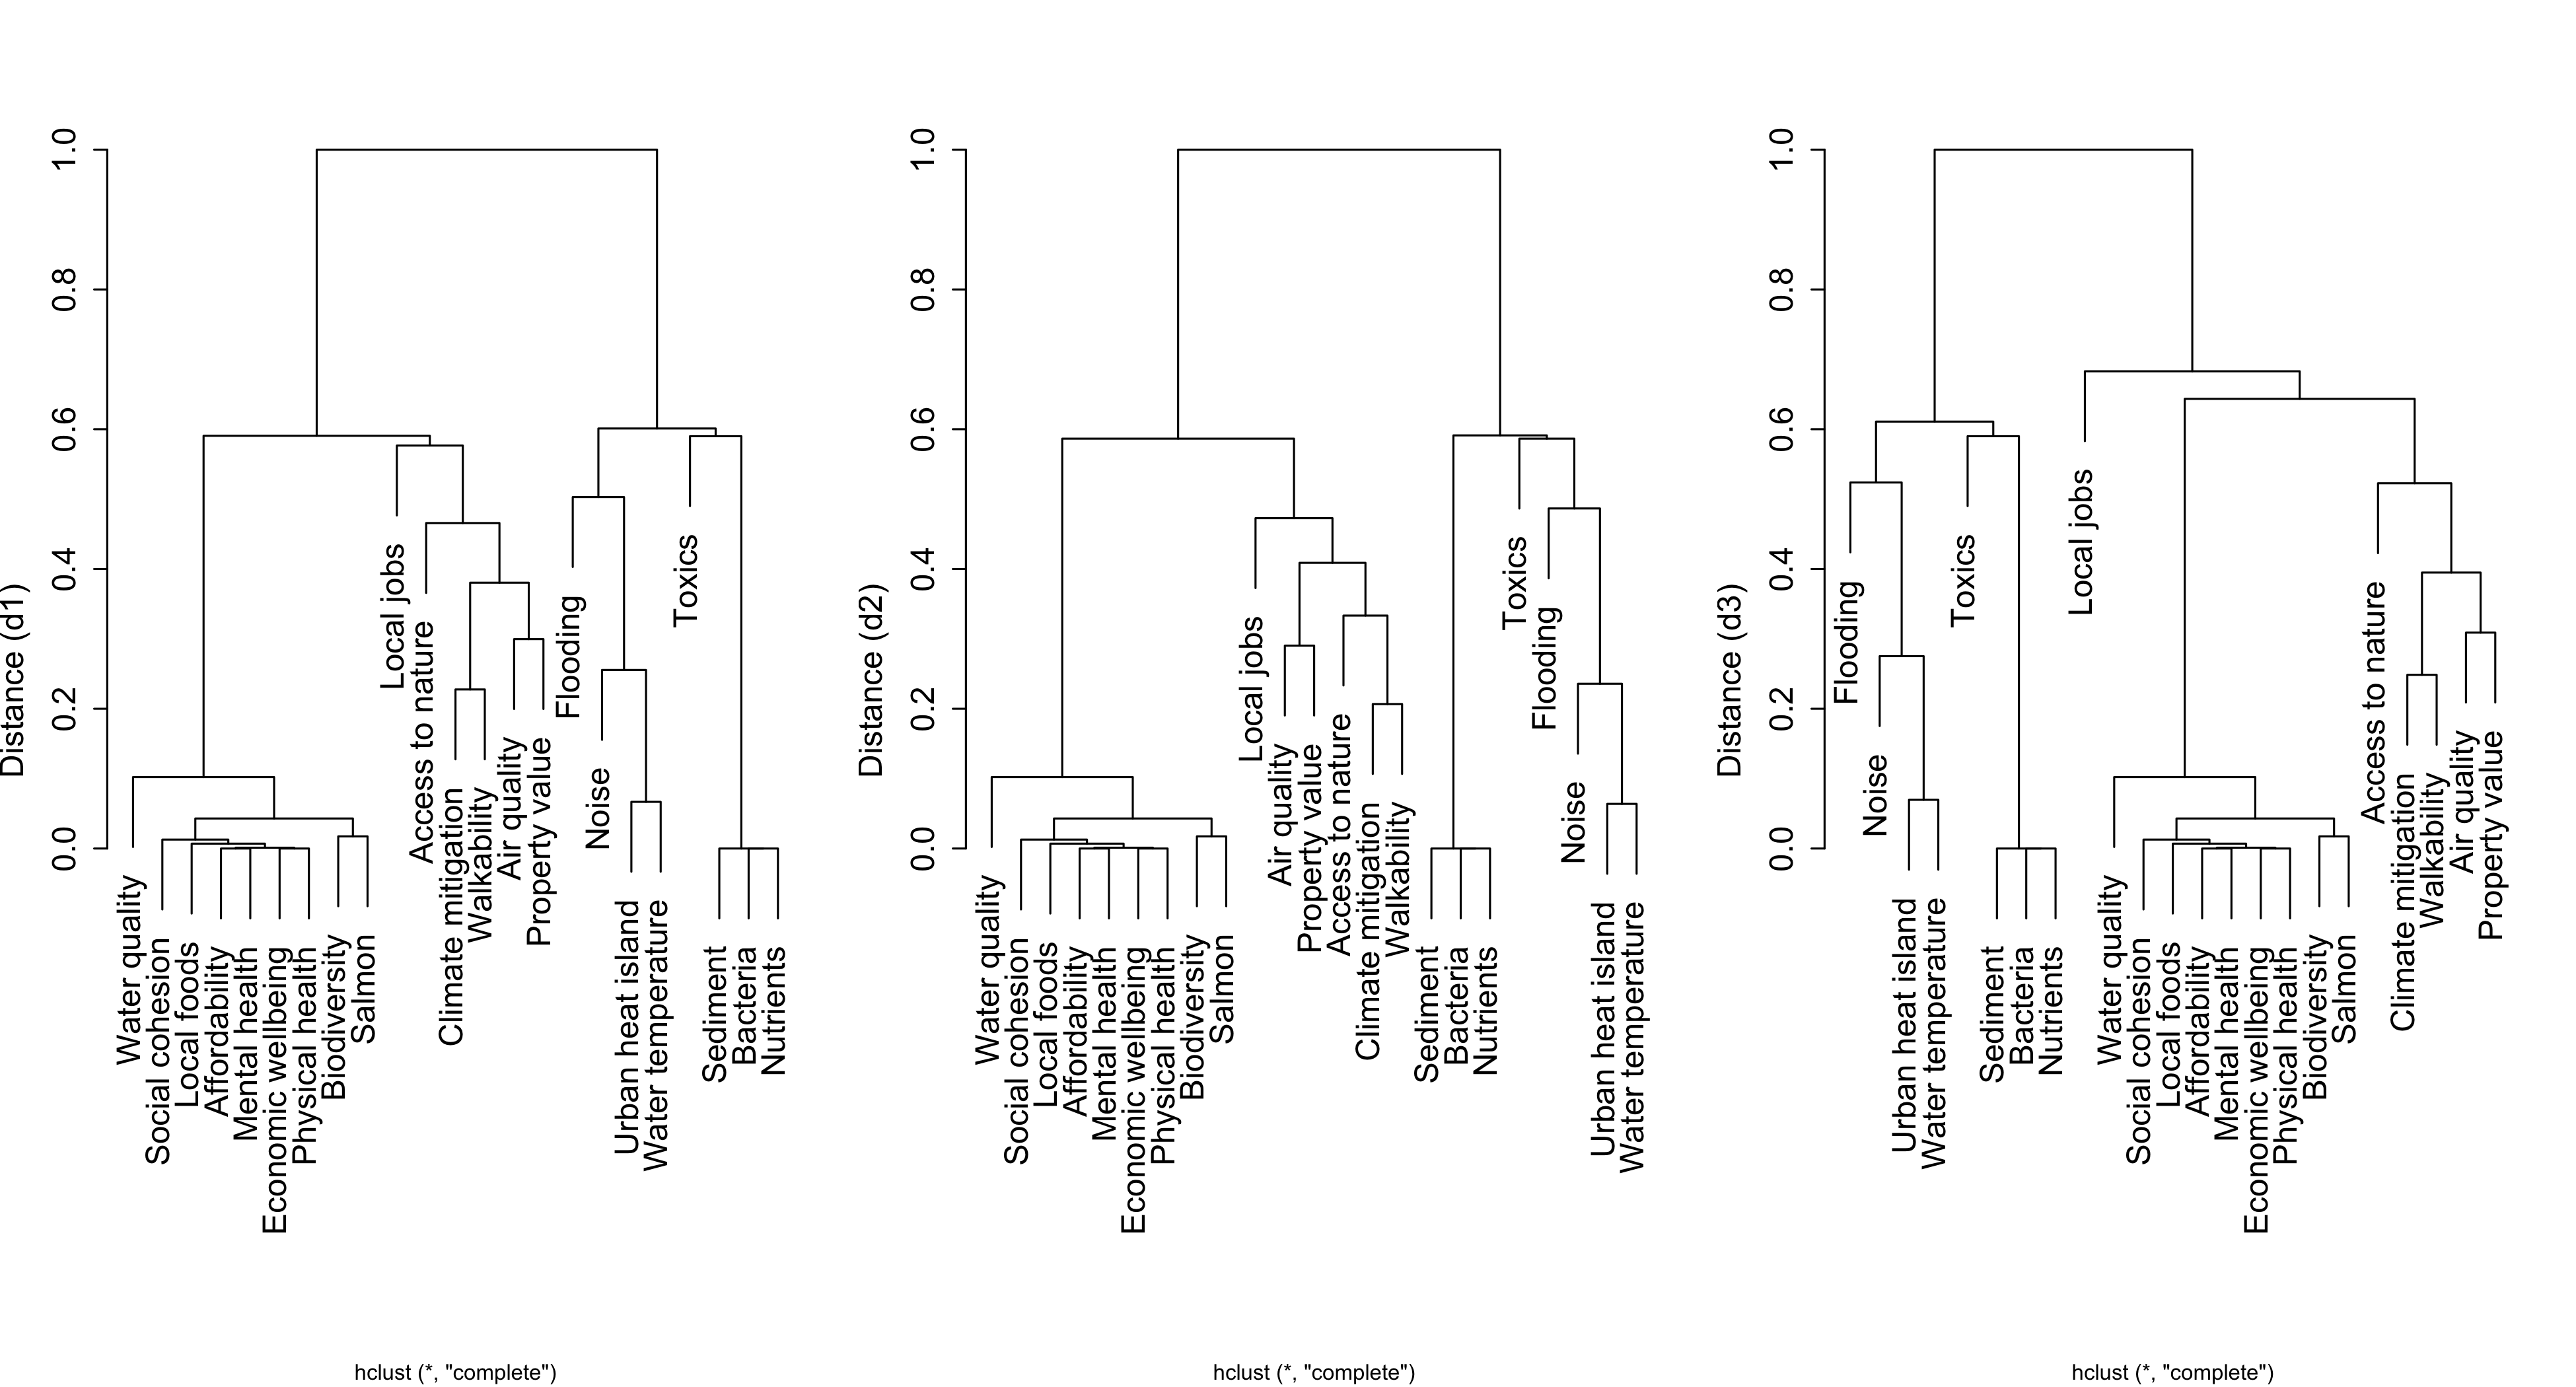 Distance (d1)
0.0
0.2
0.4
0.6
0.8
1.0
Water quality
Social cohesion
Local foods
Affordability
Mental health
Economic wellbeing
Physical health
Biodiversity
Salmon
Local jobs
Access to nature
Climate mitigation
Walkability
Air quality
Property value
Flooding
Noise
Urban heat island
Water temperature
Toxics
Sediment
Bacteria
Nutrients
hclust (*, "complete")
Distance (d2)
0.0
0.2
0.4
0.6
0.8
1.0
Water quality
Social cohesion
Local foods
Affordability
Mental health
Economic wellbeing
Physical health
Biodiversity
Salmon
Local jobs
Air quality
Property value
Access to nature
Climate mitigation
Walkability
Sediment
Bacteria
Nutrients
Toxics
Flooding
Noise
Urban heat island
Water temperature
hclust (*, "complete")
Distance (d3)
0.0
0.2
0.4
0.6
0.8
1.0
Flooding
Noise
Urban heat island
Water temperature
Toxics
Sediment
Bacteria
Nutrients
Local jobs
Water quality
Social cohesion
Local foods
Affordability
Mental health
Economic wellbeing
Physical health
Biodiversity
Salmon
Access to nature
Climate mitigation
Walkability
Air quality
Property value
hclust (*, "complete")